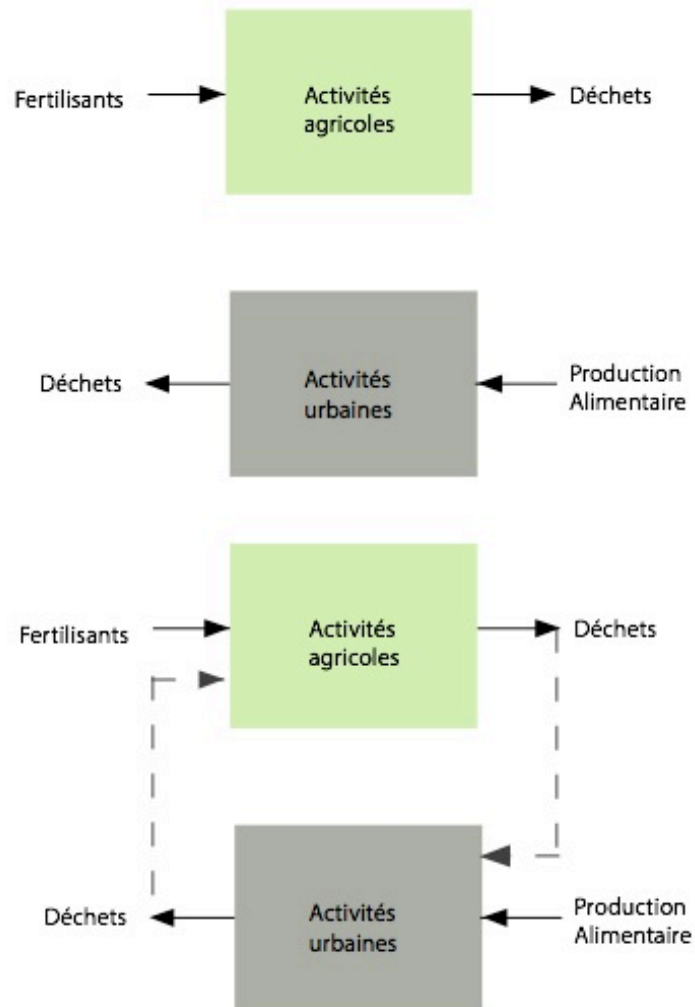 Fertilisants
Activités
agricoles
Déchets
Déchets
Activités
urbaines
Production
Alimentaire
Fertilisants
Activités
agricoles
Déchets
Déchets
Activités
urbaines
Production
Alimentaire